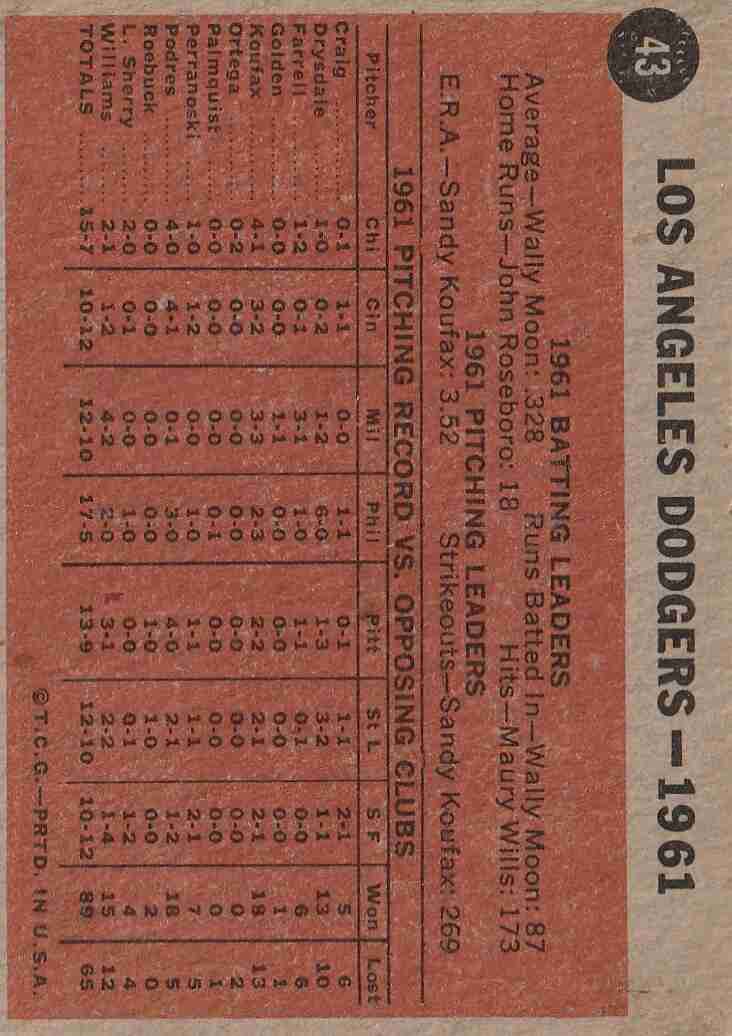 43
LOS ANGELES DODGERS—1961
1961 BATTING LEADERS
Average—Wally Moon: .328 Runs Batted In—Wally Moon: 87
Home Runs—John Roseboro: 18 Hits—Maury Wills: 173
1961 PITCHING LEADERS
E.R.A.—Sandy Koufax: 3.52 Strikeouts—Sandy Koufax: 269
1961 PITCHING RECORD VS. OPPOSING CLUBS
Pitcher Chi Cin Mil Phil Pitt St L S F Won Lost
Craig ........ 0-1 1-1 0-0 1-1 0-1 1-1 2-1 5 6
Drysdale ..... 1-0 0-2 1-2 6-0 1-3 3-2 1-1 13 10
Farrell ...... 1-2 0-1 3-1 1-0 1-1 0-1 0-0 6 6
Golden ....... 0-0 0-0 1-1 0-0 0-0 0-0 0-0 1 1
Koufax ....... 4-1 3-2 3-3 2-3 2-2 2-1 2-1 18 13
Ortega ....... 0-2 0-0 0-0 0-0 0-0 0-0 0-0 0 2
Palmquist .... 0-0 0-0 0-0 0-1 0-0 0-0 0-0 0 1
Perranoski ... 1-0 1-2 0-0 1-0 1-1 1-1 2-1 7 5
Podres ....... 4-0 4-1 0-1 3-0 4-0 2-1 1-2 18 5
Roebuck ...... 0-0 0-0 0-0 0-0 1-0 1-0 0-0 2 0
L. Sherry .... 2-0 0-1 0-0 1-0 0-0 0-1 1-2 4 4
Williams ..... 2-1 1-2 4-2 2-0 3-1 2-2 1-4 15 12
TOTALS ....... 15-7 10-12 12-10 17-5 13-9 12-10 10-12 89 65
©T.C.G.—PRTD. IN U.S.A.